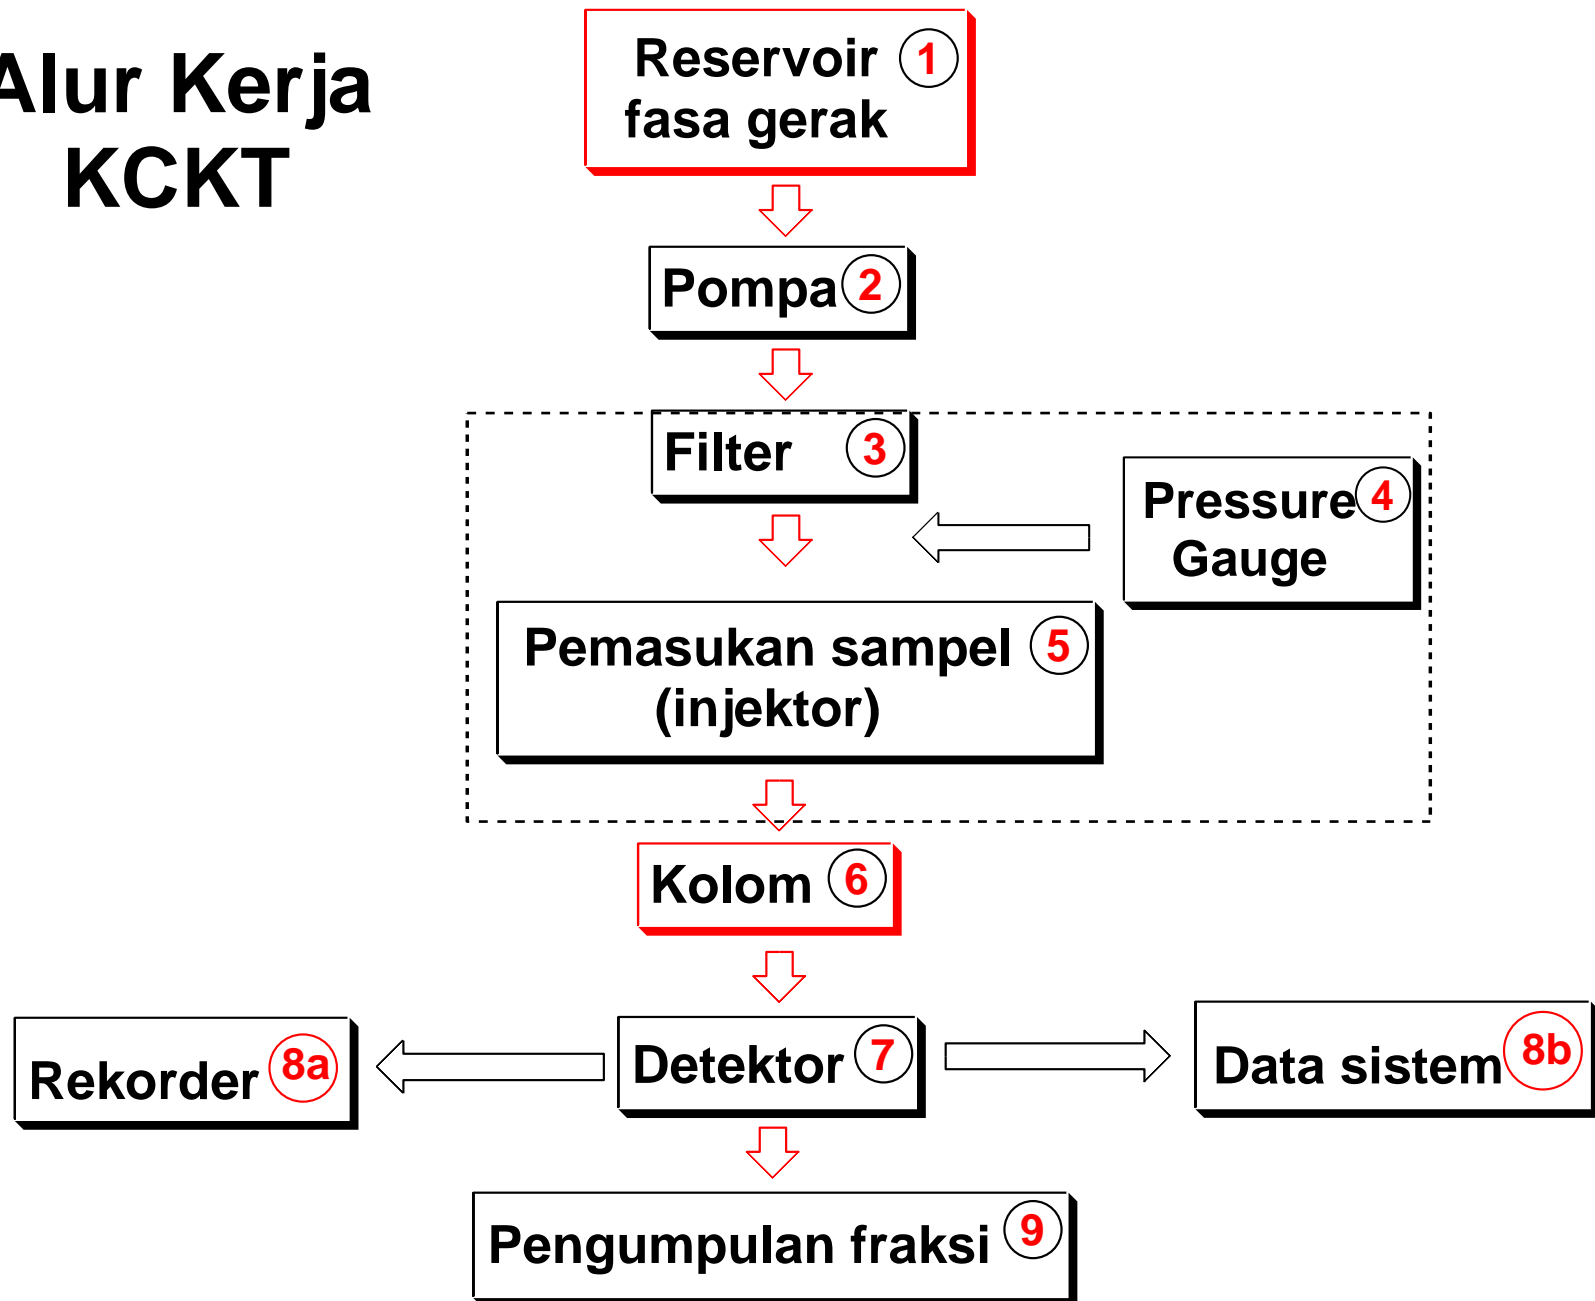 Alur Kerja
KCKT
Reservoir 1
fasa gerak
Pompa 2
Filter 3
Pressure 4
Gauge
Pemasukan sampel 5
(injektor)
Kolom 6
Rekorder 8a
Detektor 7
Data sistem 8b
Pengumpulan fraksi 9